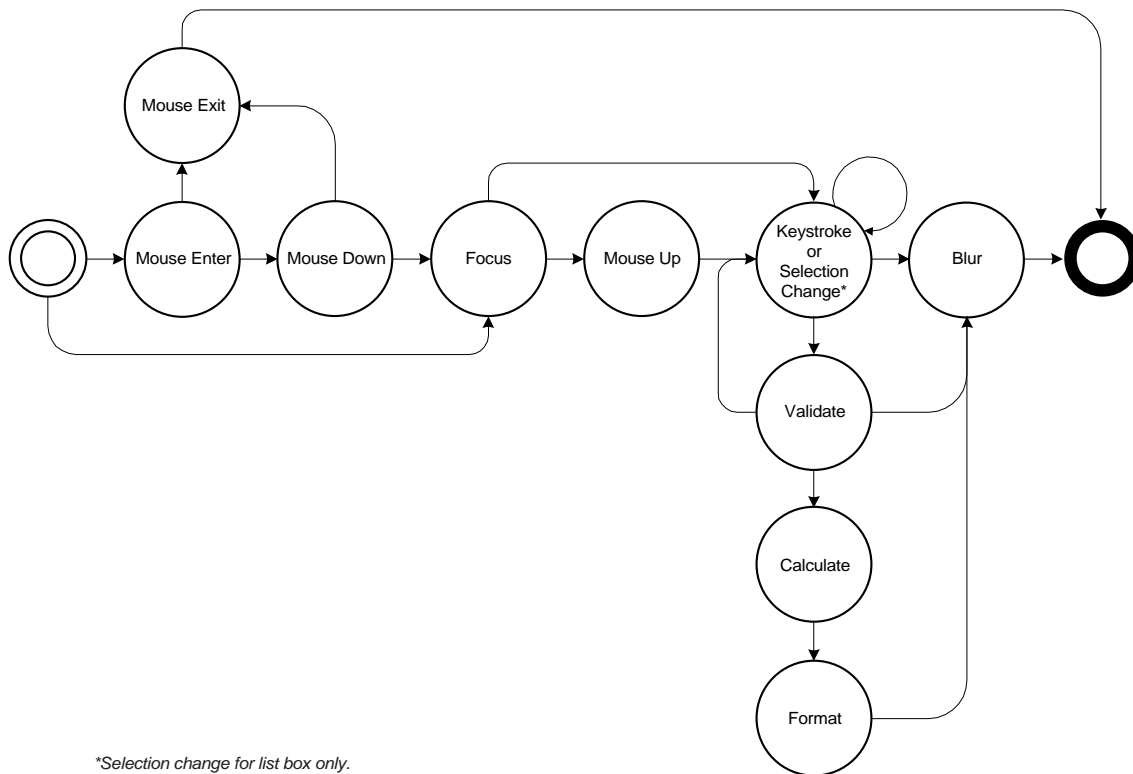 Mouse Exit
Mouse Enter
Mouse Down
Focus
Mouse Up
Keystroke
or
Selection
Change*
Blur
Validate
Calculate
Format
*Selection change for list box only.